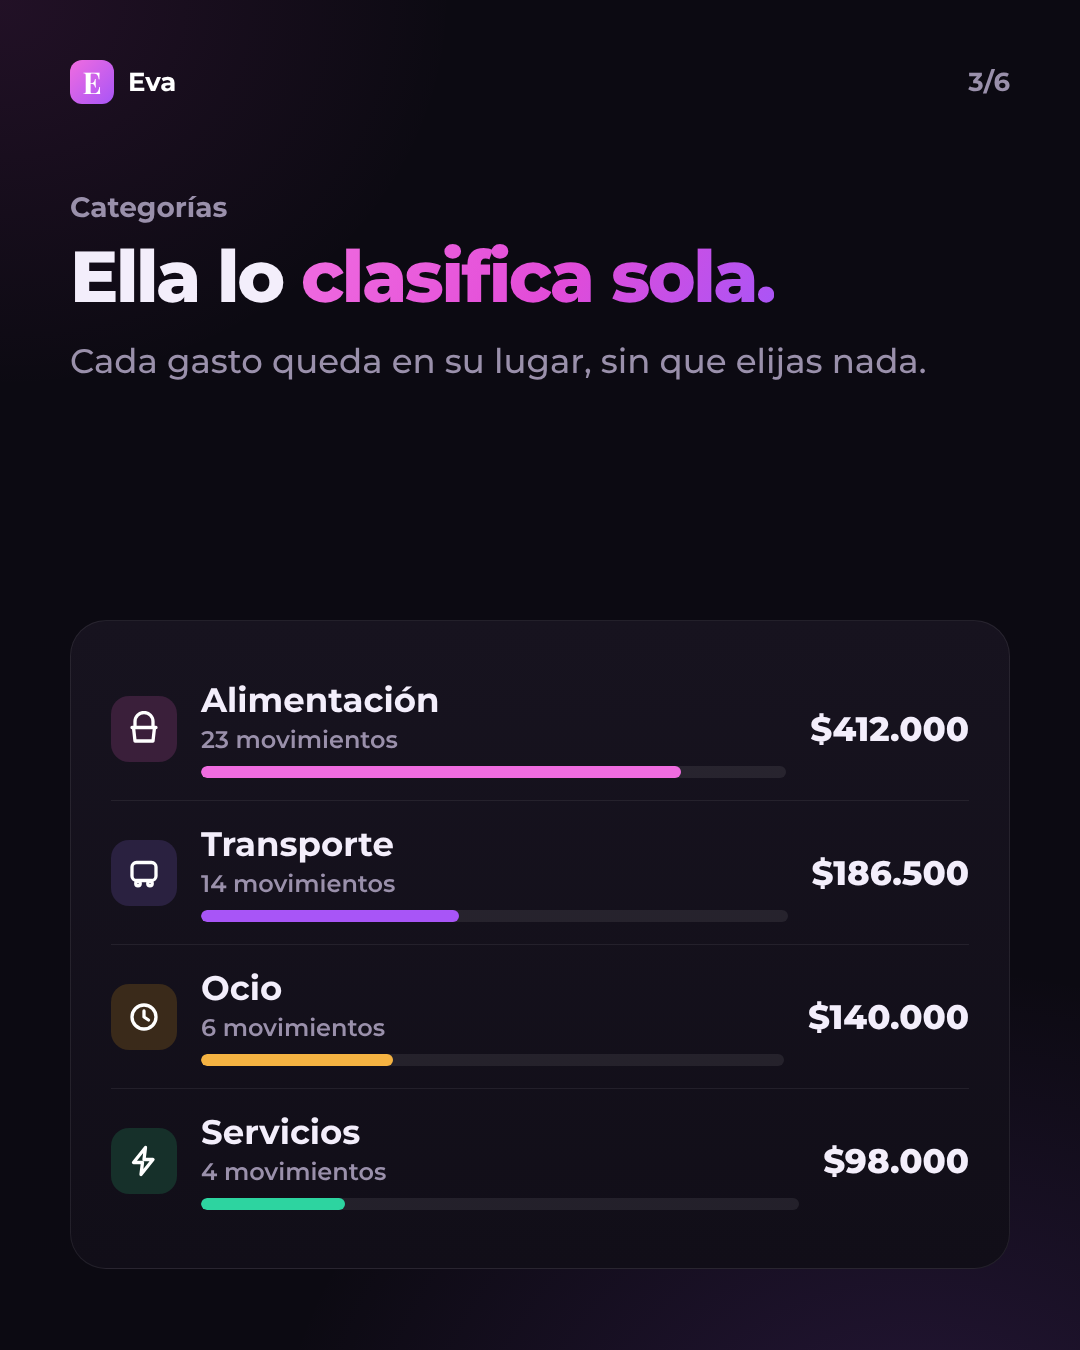 E Eva
3/6
Categorías
Ella lo clasifica sola.
Cada gasto queda en su lugar, sin que elijas nada.
Alimentación
23 movimientos
$412.000
Transporte
14 movimientos
$186.500
Ocio
6 movimientos
$140.000
Servicios
4 movimientos
$98.000